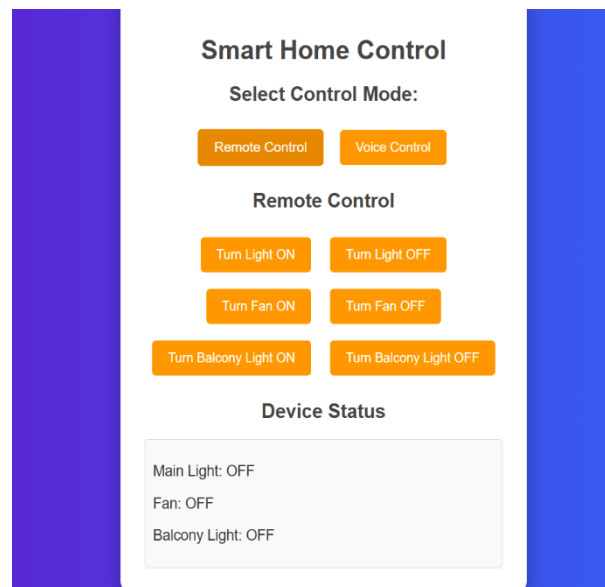 Smart Home Control
Select Control Mode:
Remote Control Voice Control
Remote Control
Turn Light ON Turn Light OFF
Turn Fan ON Turn Fan OFF
Turn Balcony Light ON Turn Balcony Light OFF
Device Status
Main Light: OFF
Fan: OFF
Balcony Light: OFF